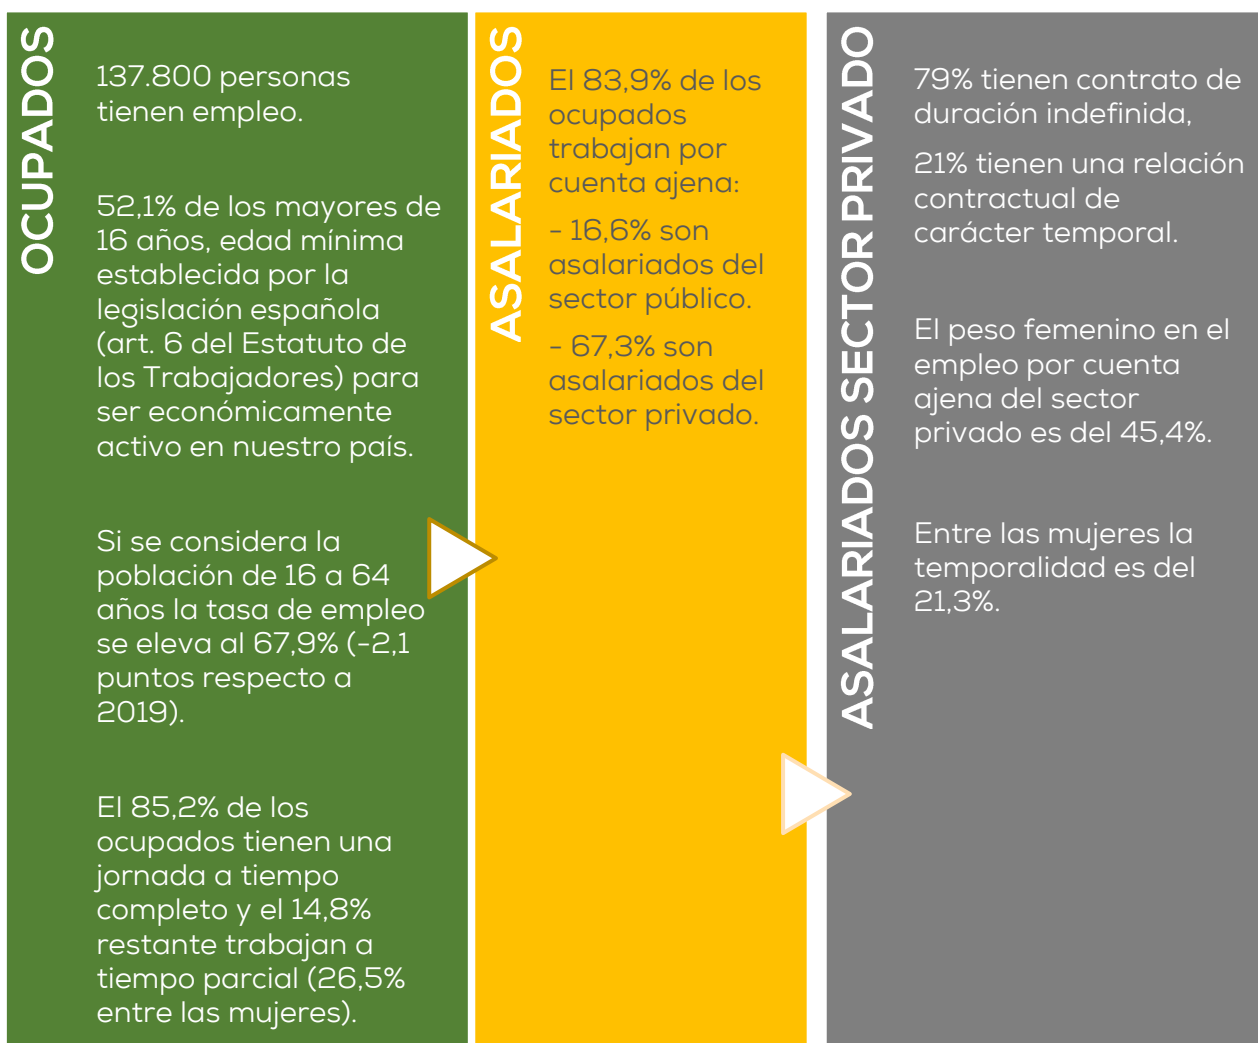 OCUPADOS
137.800 personas
tienen empleo.
52,1% de los mayores de
16 años, edad mínima
establecida por la
legislación española
(art. 6 del Estatuto de
los Trabajadores) para
ser económicamente
activo en nuestro país.
Si se considera la
población de 16 a 64
años la tasa de empleo
se eleva al 67,9% (-2,1
puntos respecto a
2019).
El 85,2% de los
ocupados tienen una
jornada a tiempo
completo y el 14,8%
restante trabajan a
tiempo parcial (26,5%
entre las mujeres).
ASALARIADOS
El 83,9% de los
ocupados
trabajan por
cuenta ajena:
- 16,6% son
asalariados del
sector público.
- 67,3% son
asalariados del
sector privado.
ASALARIADOS SECTOR PRIVADO
79% tienen contrato de
duración indefinida,
21% tienen una relación
contractual de
carácter temporal.
El peso femenino en el
empleo por cuenta
ajena del sector
privado es del 45,4%.
Entre las mujeres la
temporalidad es del
21,3%.